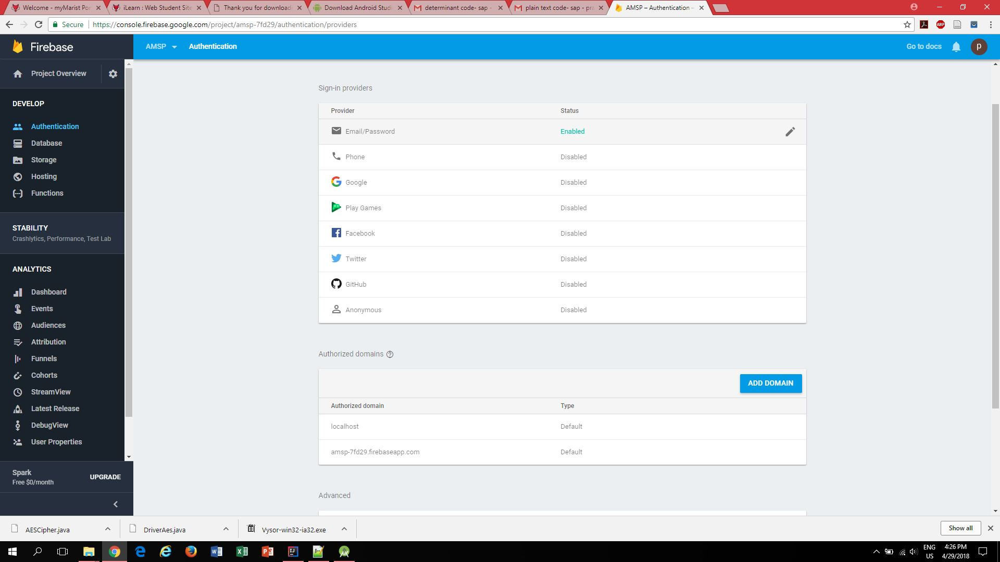 Welcome - myMarist Por
iLearn : Web Student Site
Thank you for downloadi
Download Android Studi
determinant code- sap -
plain text code- sap - pra
AMSP – Authentication –
Secure
https://console.firebase.google.com/project/amsp-7fd29/authentication/providers
ABP
Firebase
AMSP
Authentication
Go to docs
p
Project Overview
DEVELOP
Authentication
Database
Storage
Hosting
Functions
STABILITY
Crashlytics, Performance, Test Lab
ANALYTICS
Dashboard
Events
Audiences
Attribution
Funnels
Cohorts
StreamView
Latest Release
DebugView
User Properties
Spark
Free $0/month
UPGRADE
Sign-in providers
Provider Status
Email/Password Enabled
Phone Disabled
Google Disabled
Play Games Disabled
Facebook Disabled
Twitter Disabled
GitHub Disabled
Anonymous Disabled
Authorized domains
ADD DOMAIN
Authorized domain Type
localhost Default
amsp-7fd29.firebaseapp.com Default
Advanced
AESCipher.java
DriverAes.java
Vysor-win32-ia32.exe
Show all
ENG
US
4:26 PM
4/29/2018